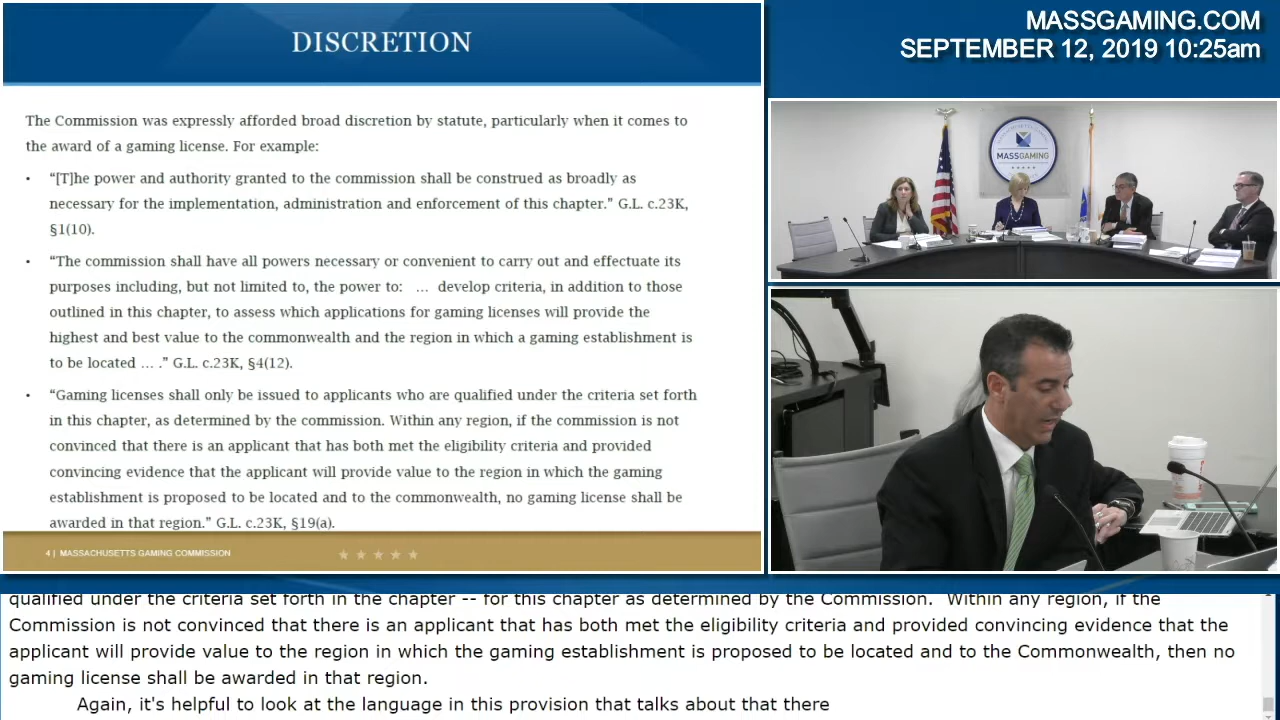 DISCRETION
The Commission was expressly afforded broad discretion by statute, particularly when it comes to
the award of a gaming license. For example:
• “[T]he power and authority granted to the commission shall be construed as broadly as
necessary for the implementation, administration and enforcement of this chapter.” G.L. c.23K,
§1(10).
• “The commission shall have all powers necessary or convenient to carry out and effectuate its
purposes including, but not limited to, the power to: … develop criteria, in addition to those
outlined in this chapter, to assess which applications for gaming licenses will provide the
highest and best value to the commonwealth and the region in which a gaming establishment is
to be located … .” G.L. c.23K, §4(12).
• “Gaming licenses shall only be issued to applicants who are qualified under the criteria set forth
in this chapter, as determined by the commission. Within any region, if the commission is not
convinced that there is an applicant that has both met the eligibility criteria and provided
convincing evidence that the applicant will provide value to the region in which the gaming
establishment is proposed to be located and to the commonwealth, no gaming license shall be
awarded in that region.” G.L. c.23K, §19(a).
4 | MASSACHUSETTS GAMING COMMISSION
MASSGAMING.COM
SEPTEMBER 12, 2019 10:25am
MASSGAMING
qualified under the criteria set forth in the chapter -- for this chapter as determined by the Commission. Within any region, if the
Commission is not convinced that there is an applicant that has both met the eligibility criteria and provided convincing evidence that the
applicant will provide value to the region in which the gaming establishment is proposed to be located and to the Commonwealth, then no
gaming license shall be awarded in that region.
Again, it's helpful to look at the language in this provision that talks about that there